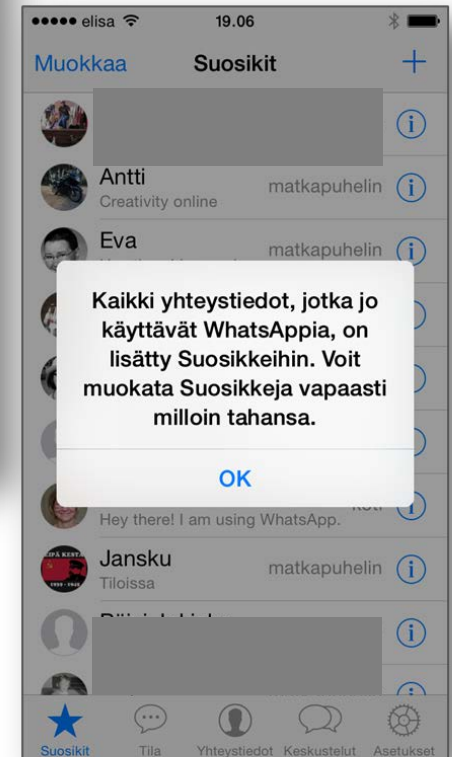 elisa 19.06
Muokkaa Suosikit +
Antti
matkapuhelin
Creativity online
Eva
matkapuhelin
Kaikki yhteystiedot, jotka jo
käyttävät WhatsAppia, on
lisätty Suosikkeihin. Voit
muokata Suosikkeja vapaasti
milloin tahansa.
OK
Hey there! I am using WhatsApp.
Jansku
matkapuhelin
Tiloissa
Suosikit Tila Yhteystiedot Keskustelut Asetukset